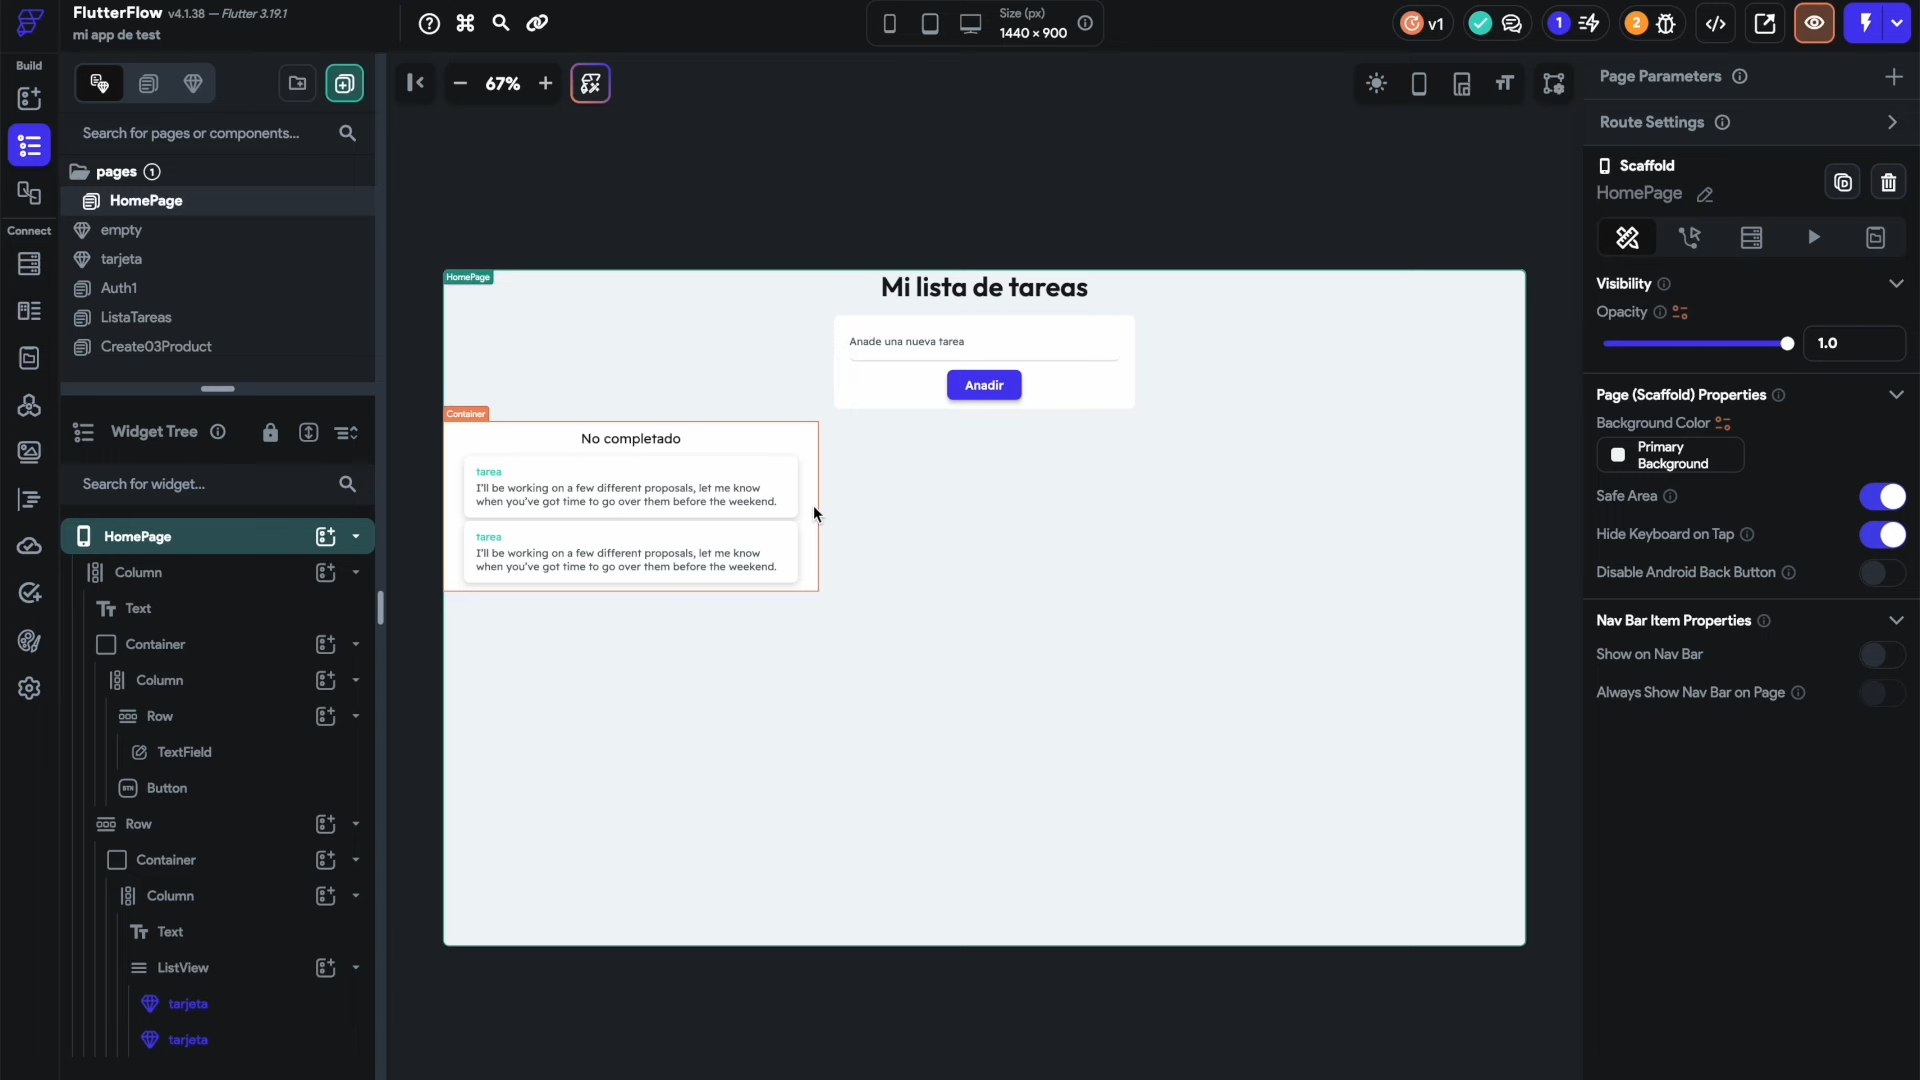 FlutterFlow v4.1.38 — Flutter 3.19.1
mi app de test
Size (px)
1440 × 900
v1
1
2
Build
Connect
Search for pages or components...
pages 1
HomePage
empty
tarjeta
Auth1
ListaTareas
Create03Product
Widget Tree
Search for widget...
HomePage
Column
Text
Container
Column
Row
TextField
BTN Button
Row
Container
Column
Text
ListView
tarjeta
tarjeta
67%
HomePage
Mi lista de tareas
Anade una nueva tarea
Anadir
Container
No completado
tarea
I'll be working on a few different proposals, let me know
when you've got time to go over them before the weekend.
tarea
I'll be working on a few different proposals, let me know
when you've got time to go over them before the weekend.
Page Parameters
Route Settings
Scaffold
HomePage
Visibility
Opacity
1.0
Page (Scaffold) Properties
Background Color
Primary
Background
Safe Area
Hide Keyboard on Tap
Disable Android Back Button
Nav Bar Item Properties
Show on Nav Bar
Always Show Nav Bar on Page